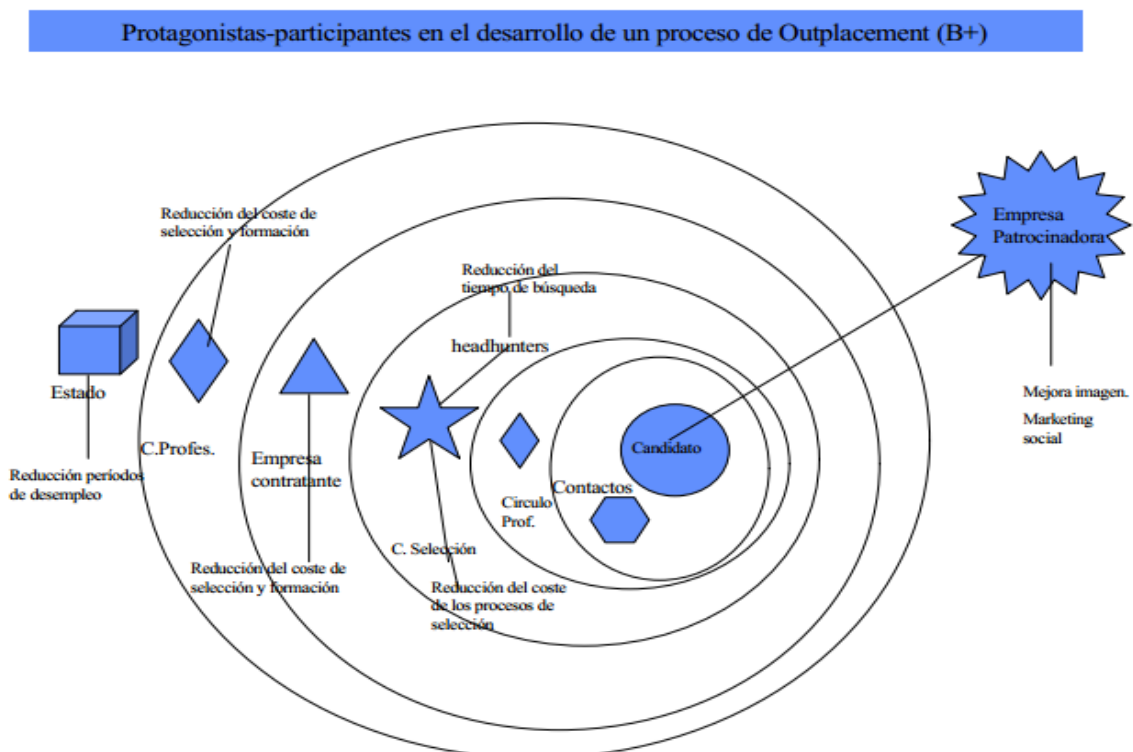 Protagonistas-participantes en el desarrollo de un proceso de Outplacement (B+)
Reducción del coste de
selección y formación
Empresa
Patrocinadora
Reducción del
tiempo de búsqueda
headhunters
Estado
Mejora imagen.
Marketing
social
C.Profes.
Empresa
contratante
Candidato
Reducción períodos
de desempleo
Contactos
Circulo
Prof.
C. Selección
Reducción del coste de
selección y formación
Reducción del coste
de los procesos de
selección